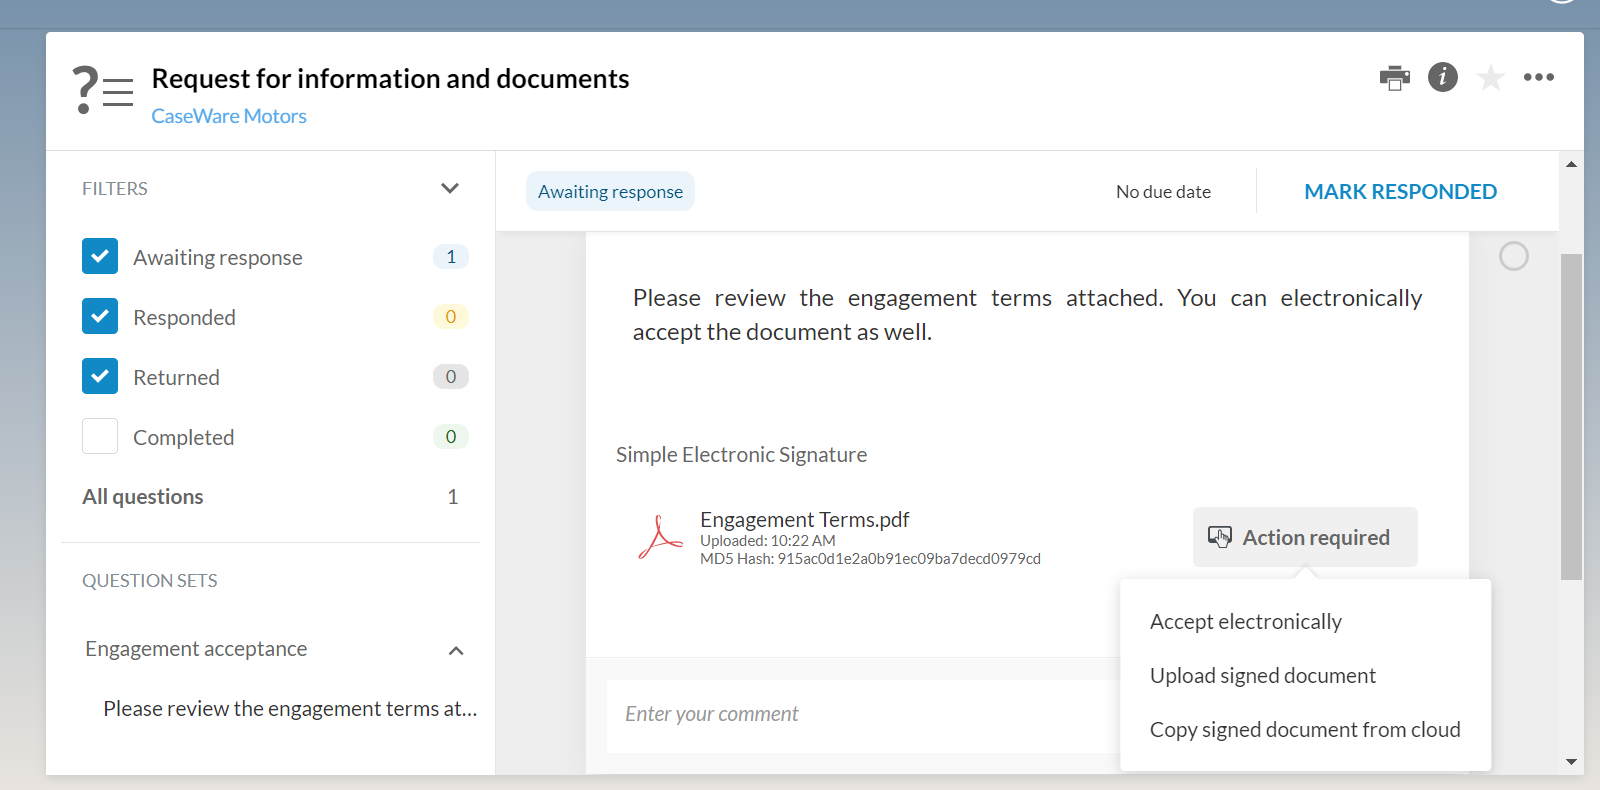 Request for information and documents
CaseWare Motors
FILTERS
Awaiting response 1
Responded 0
Returned 0
Completed 0
All questions 1
QUESTION SETS
Engagement acceptance
Please review the engagement terms at...
Awaiting response
No due date
MARK RESPONDED
Please review the engagement terms attached. You can electronically
accept the document as well.
Simple Electronic Signature
Engagement Terms.pdf
Uploaded: 10:22 AM
MD5 Hash: 915ac0d1e2a0b91ec09ba7decd0979cd
Action required
Accept electronically
Upload signed document
Copy signed document from cloud
Enter your comment